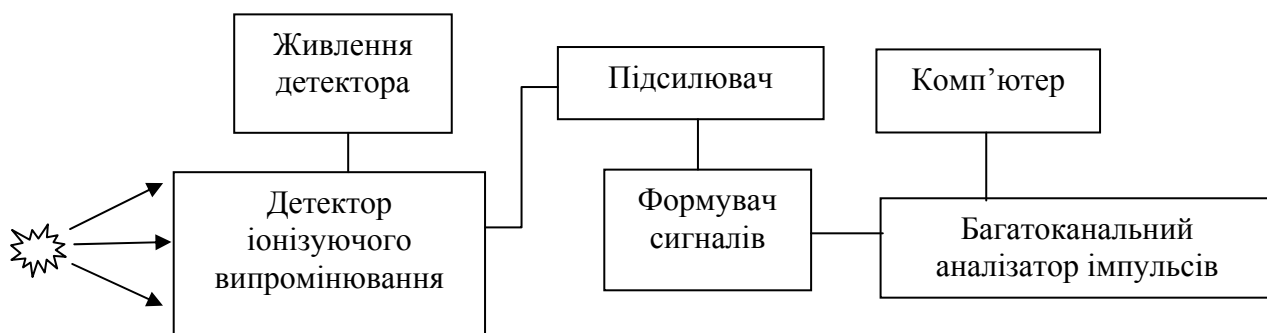 Живлення
детектора
Підсилювач
Комп’ютер
Детектор
іонізуючого
випромінювання
Формувач
сигналів
Багатоканальний
аналізатор імпульсів